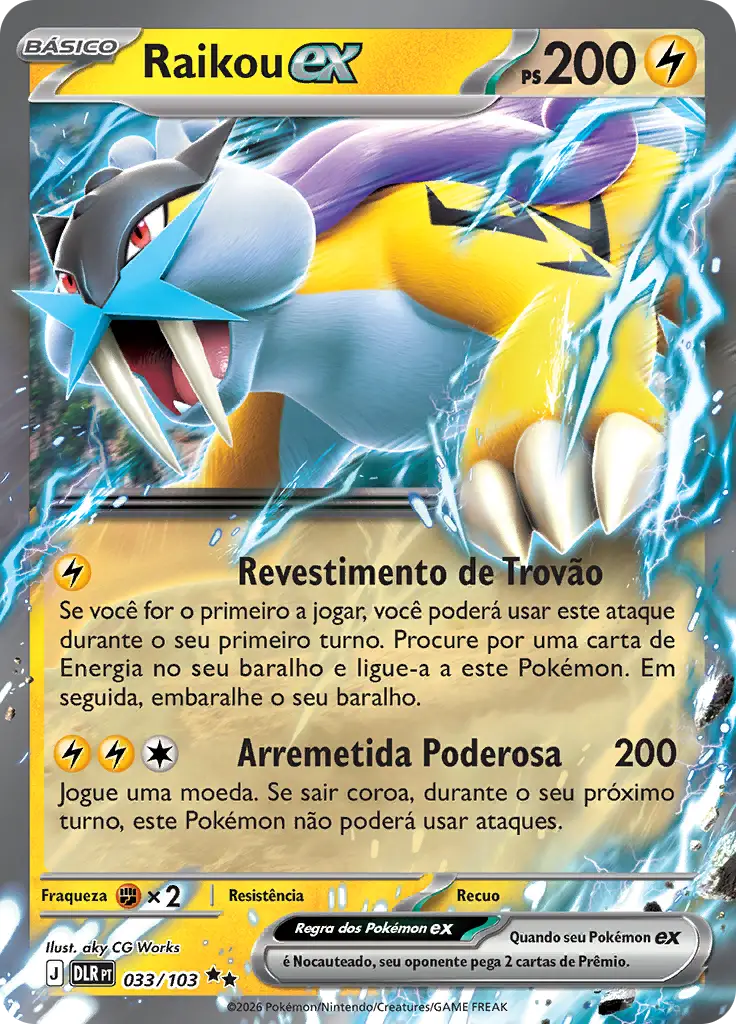 BÁSICO
Raikou ex
PS 200
Revestimento de Trovão
Se você for o primeiro a jogar, você poderá usar este ataque
durante o seu primeiro turno. Procure por uma carta de
Energia no seu baralho e ligue-a a este Pokémon. Em
seguida, embaralhe o seu baralho.
Arremetida Poderosa 200
Jogue uma moeda. Se sair coroa, durante o seu próximo
turno, este Pokémon não poderá usar ataques.
Fraqueza ×2 Resistência Recuo
Regra dos Pokémon ex Quando seu Pokémon ex
é Nocauteado, seu oponente pega 2 cartas de Prêmio.
Ilust. aky CG Works
J DLR PT 033/103
©2026 Pokémon/Nintendo/Creatures/GAME FREAK